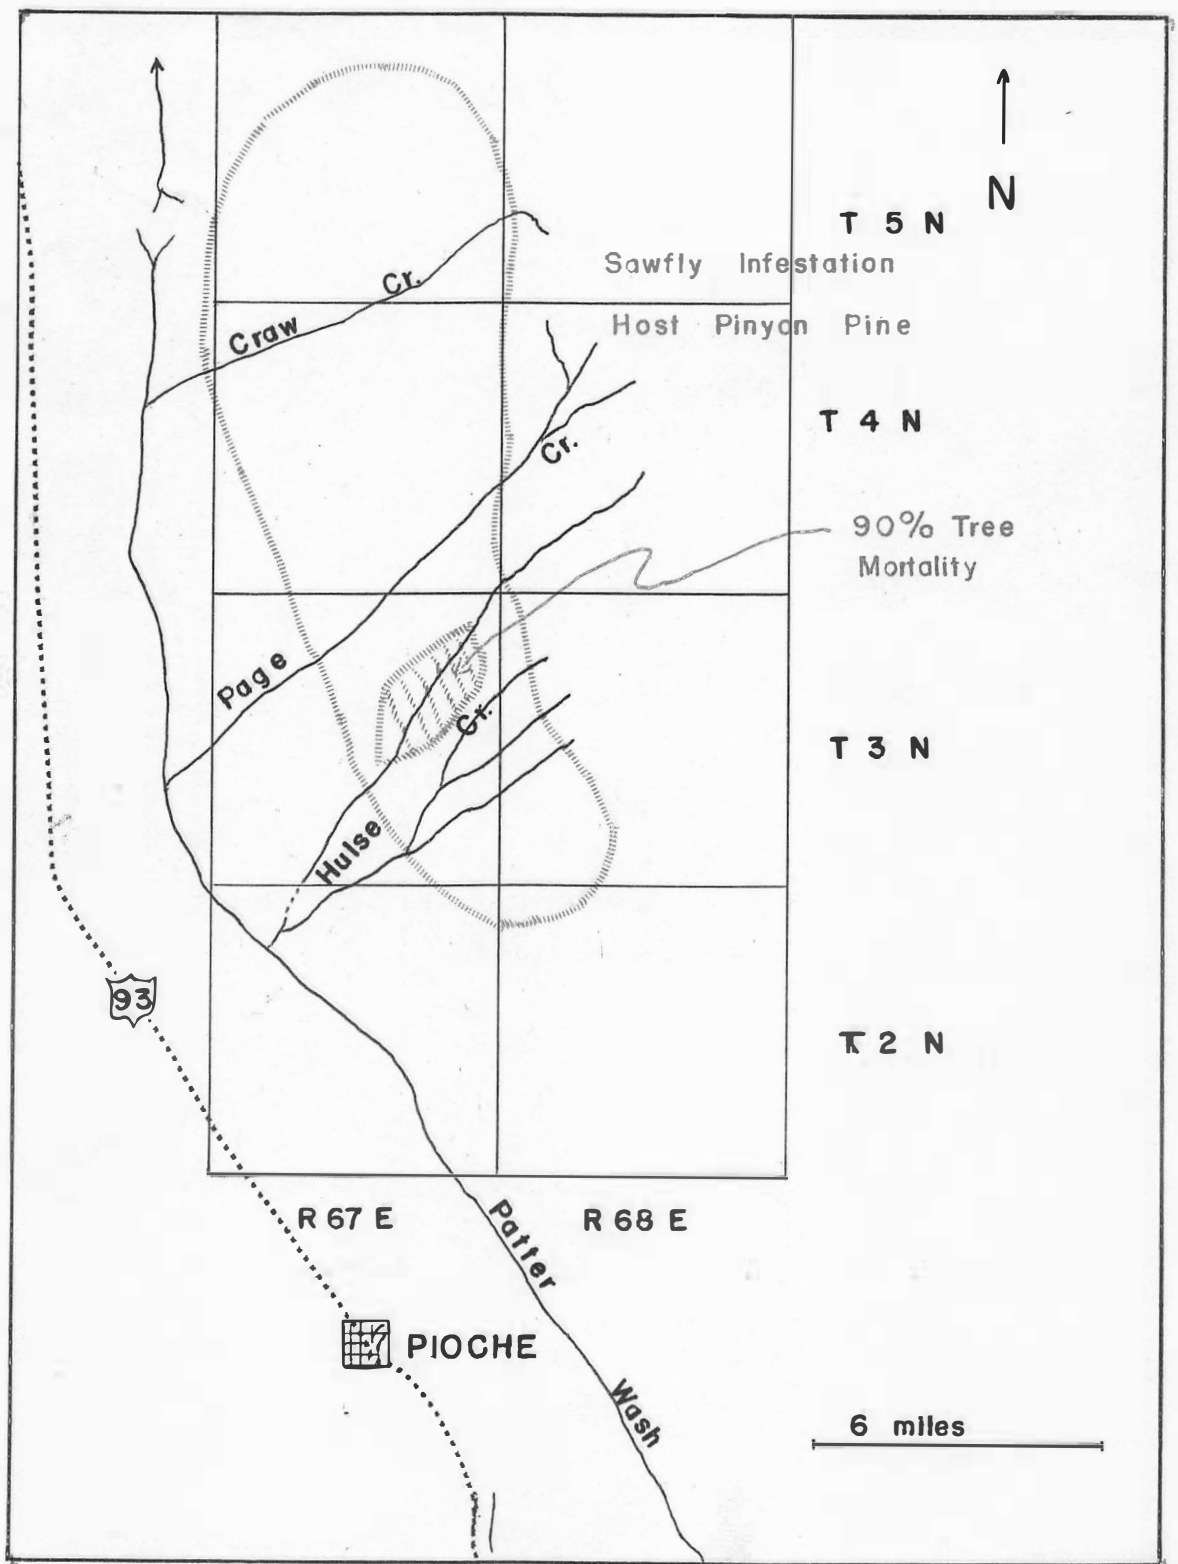 N
T 5 N
Sawfly Infestation
Host Pinyon Pine
Craw Cr.
T 4 N
Page Cr.
90% Tree
Mortality
T 3 N
Hulse Cr.
93
T 2 N
R 67 E
R 68 E
Patter Wash
PIOCHE
6 miles